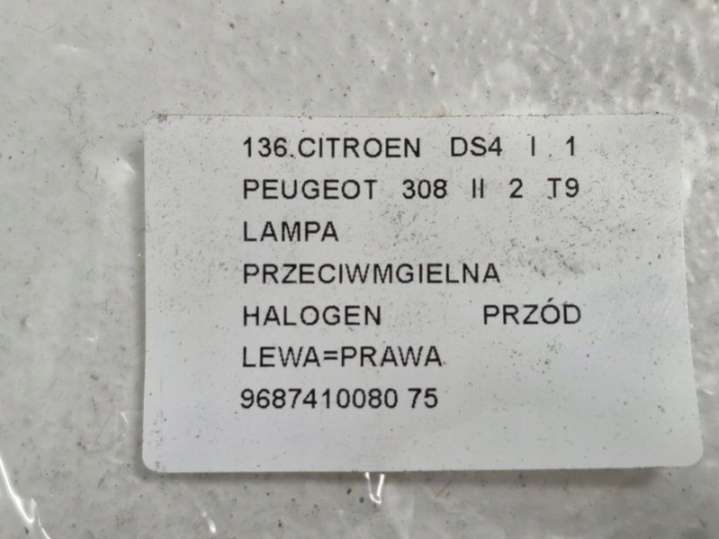 136.CITROEN DS4 I 1
PEUGEOT 308 II 2 T9
LAMPA
PRZECIWMGIELNA
HALOGEN PRZÓD
LEWA=PRAWA
9687410080 75